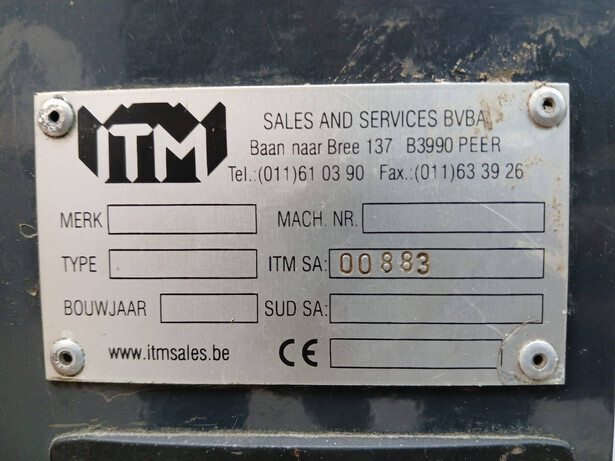 ITM
SALES AND SERVICES BVBA
Baan naar Bree 137 B3990 PEER
Tel.:(011)61 03 90 Fax.:(011)63 39 26
MERK MACH. NR.
TYPE ITM SA: 00883
BOUWJAAR SUD SA:
www.itmsales.be CE